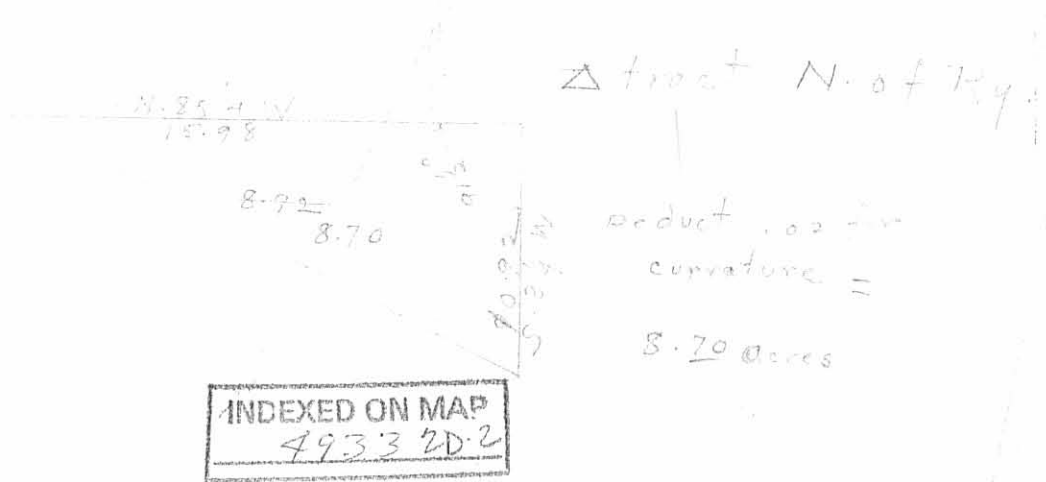 △ tract N. of Hy.
15.98
8.72
8.70
Deduct .02 for
curvature =
8.70 acres
INDEXED ON MAP
4933 2D-2